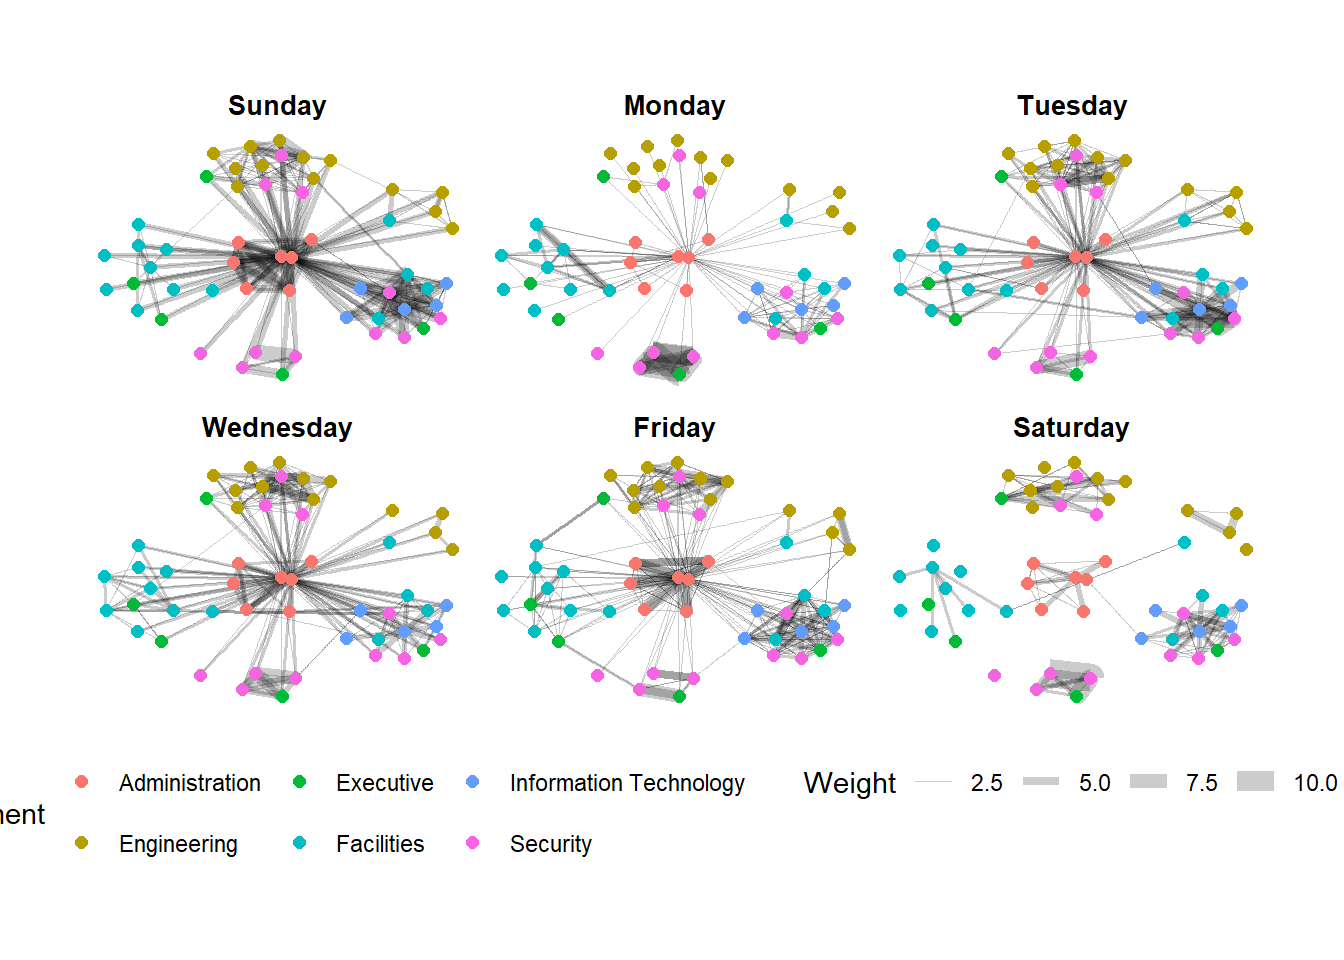 Sunday Monday Tuesday
Wednesday Friday Saturday
Administration Executive Information Technology Weight 2.5 5.0 7.5 10.0
Engineering Facilities Security